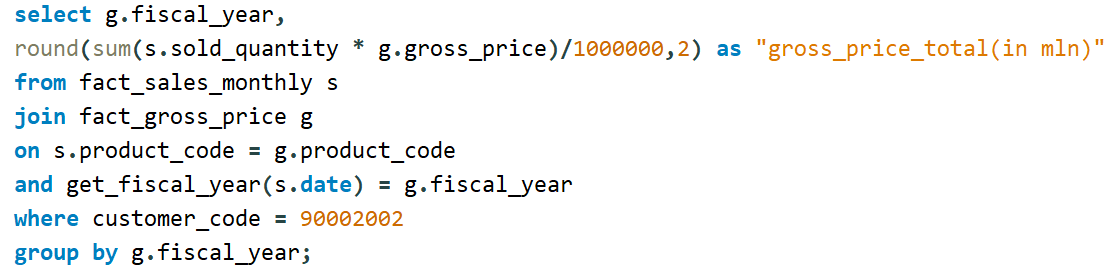 select g.fiscal_year,
round(sum(s.sold_quantity * g.gross_price)/1000000,2) as "gross_price_total(in mln)"
from fact_sales_monthly s
join fact_gross_price g
on s.product_code = g.product_code
and get_fiscal_year(s.date) = g.fiscal_year
where customer_code = 90002002
group by g.fiscal_year;